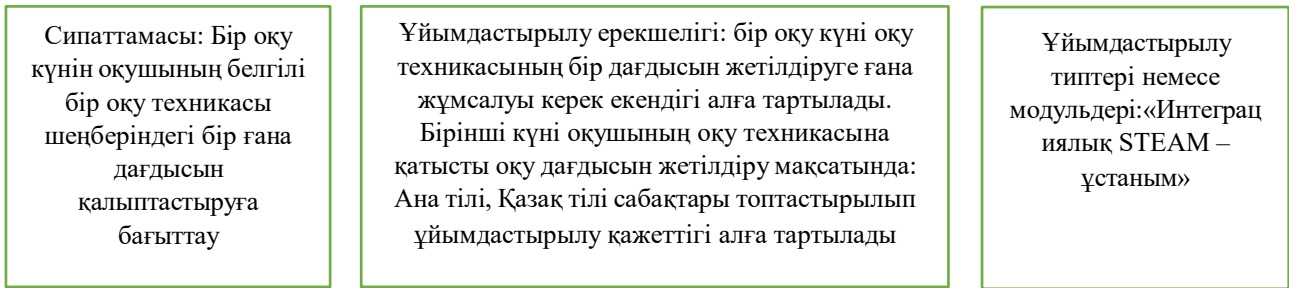 Сипаттамасы: Бір оқу
күнін оқушының белгілі
бір оқу техникасы
шеңберіндегі бір ғана
дағдысын
қалыптастыруға
бағыттау
Ұйымдастырылу ерекшелігі: бір оқу күні оқу
техникасының бір дағдысын жетілдіруге ғана
жұмсалуы керек екендігі алға тартылады.
Бірінші күні оқушының оқу техникасына
қатысты оқу дағдысын жетілдіру мақсатында:
Ана тілі, Қазақ тілі сабақтары топтастырылып
ұйымдастырылу қажеттігі алға тартылады
Ұйымдастырылу
типтері немесе
модульдері:«Интеграц
иялық STEAM –
ұстаным»